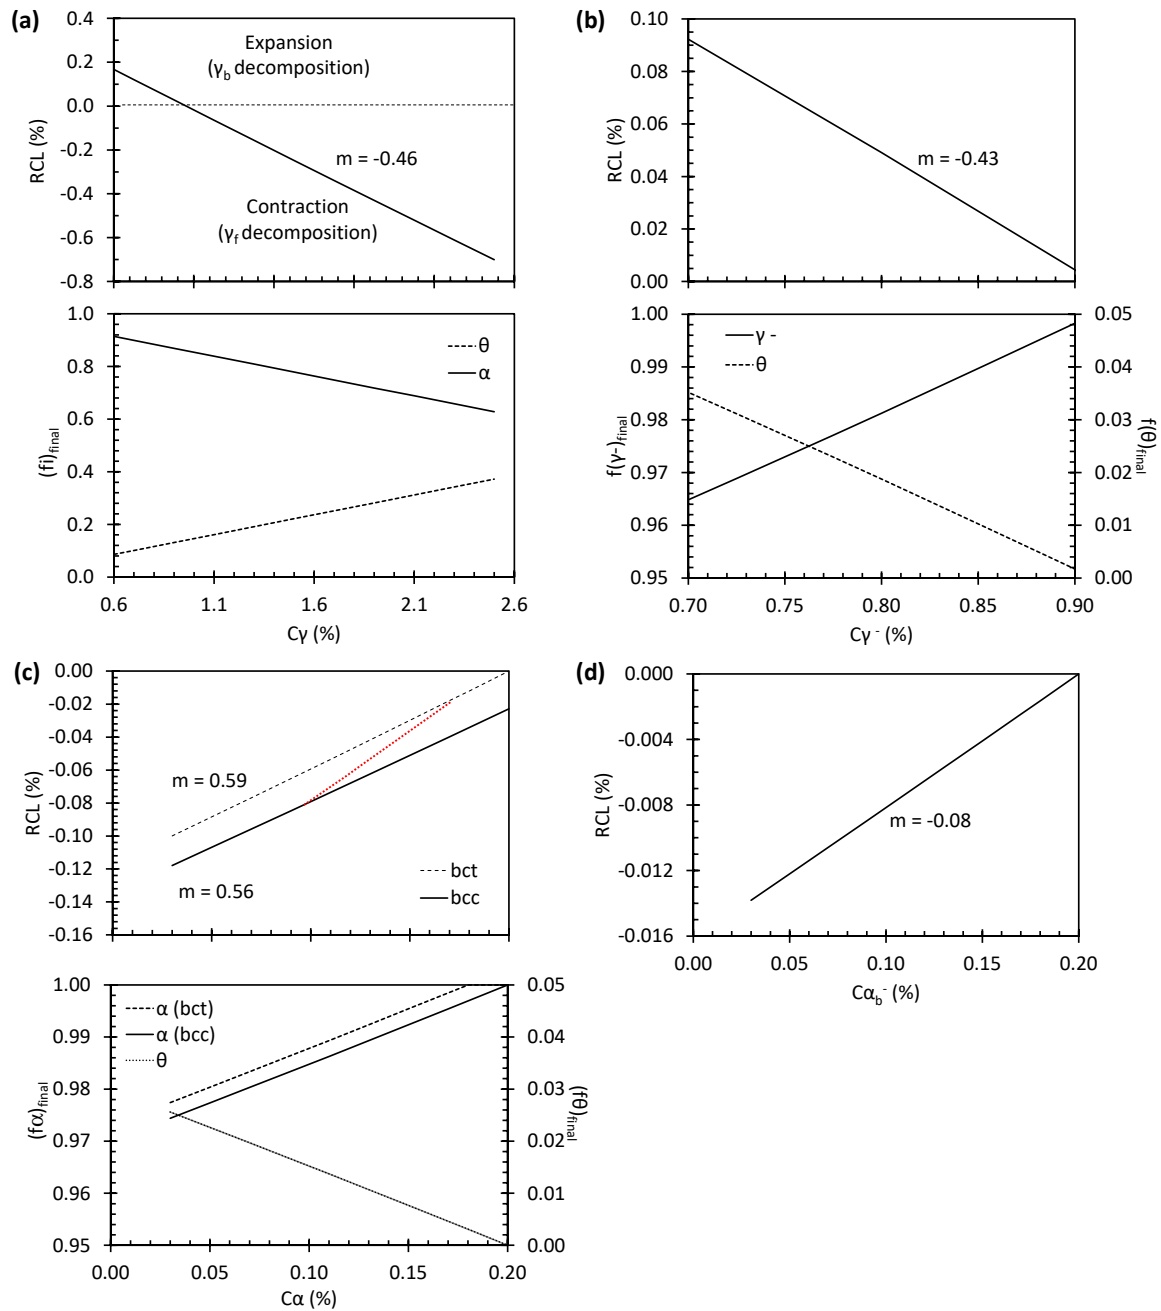 (a)
0.4
0.2
0.0
-0.2
-0.4
-0.6
-0.8
RCL (%)
Expansion
(γb decomposition)
m = -0.46
Contraction
(γf decomposition)
1.0
0.8
0.6
0.4
0.2
0.0
(fi)final
θ
α
0.6 1.1 1.6 2.1 2.6
Cγ (%)
(b)
0.10
0.08
0.06
0.04
0.02
0.00
RCL (%)
m = -0.43
1.00
0.99
0.98
0.97
0.96
0.95
f(γ-)final
γ -
θ
0.05
0.04
0.03
0.02
0.01
0.00
f(θ)final
0.70 0.75 0.80 0.85 0.90
Cγ - (%)
(c)
0.00
-0.02
-0.04
-0.06
-0.08
-0.10
-0.12
-0.14
-0.16
RCL (%)
m = 0.59
m = 0.56
bct
bcc
1.00
0.99
0.98
0.97
0.96
0.95
(fα)final
α (bct)
α (bcc)
θ
0.05
0.04
0.03
0.02
0.01
0.00
(fθ)final
0.00 0.05 0.10 0.15 0.20
Cα (%)
(d)
0.000
-0.004
-0.008
-0.012
-0.016
RCL (%)
m = -0.08
0.00 0.05 0.10 0.15 0.20
Cαb- (%)